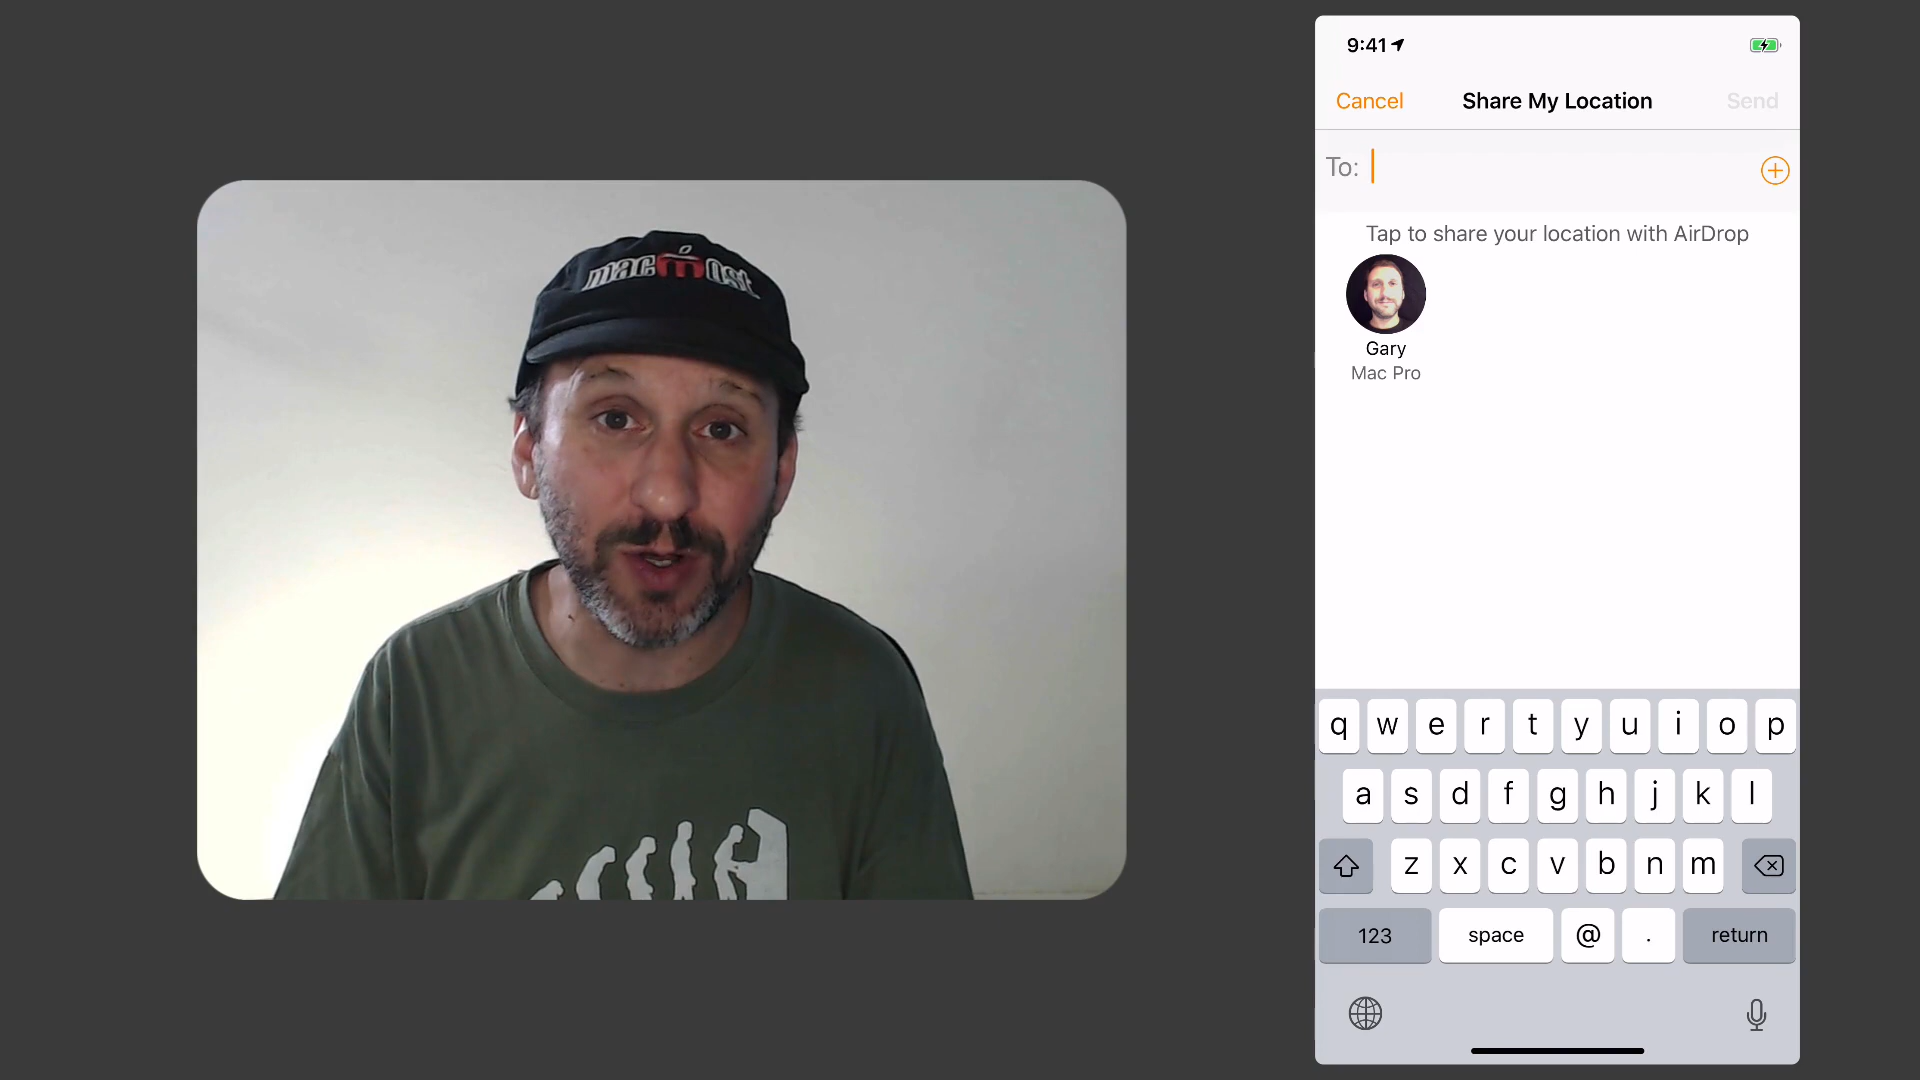 macmost
9:41
Cancel
Share My Location
Send
To:
Tap to share your location with AirDrop
Gary
Mac Pro
q w e r t y u i o p
a s d f g h j k l
z x c v b n m
123
space
@
.
return